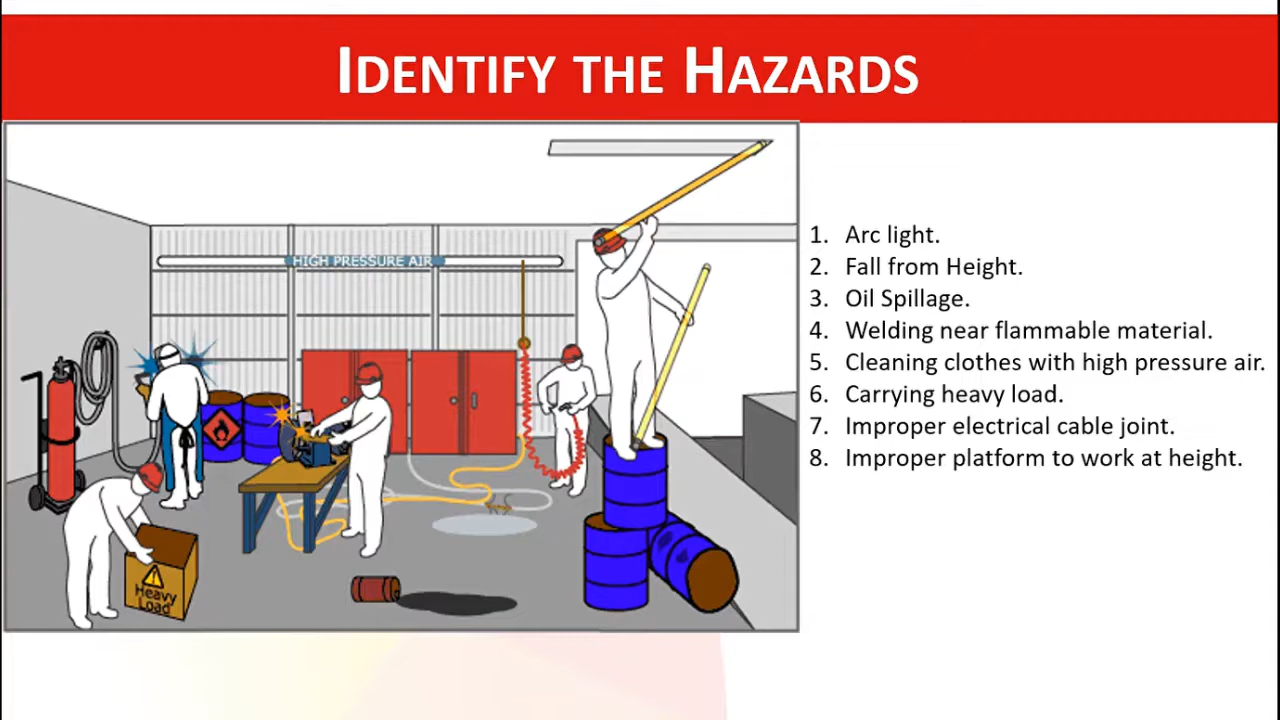 IDENTIFY THE HAZARDS
HIGH PRESSURE AIR
Heavy
Load
1. Arc light.
2. Fall from Height.
3. Oil Spillage.
4. Welding near flammable material.
5. Cleaning clothes with high pressure air.
6. Carrying heavy load.
7. Improper electrical cable joint.
8. Improper platform to work at height.